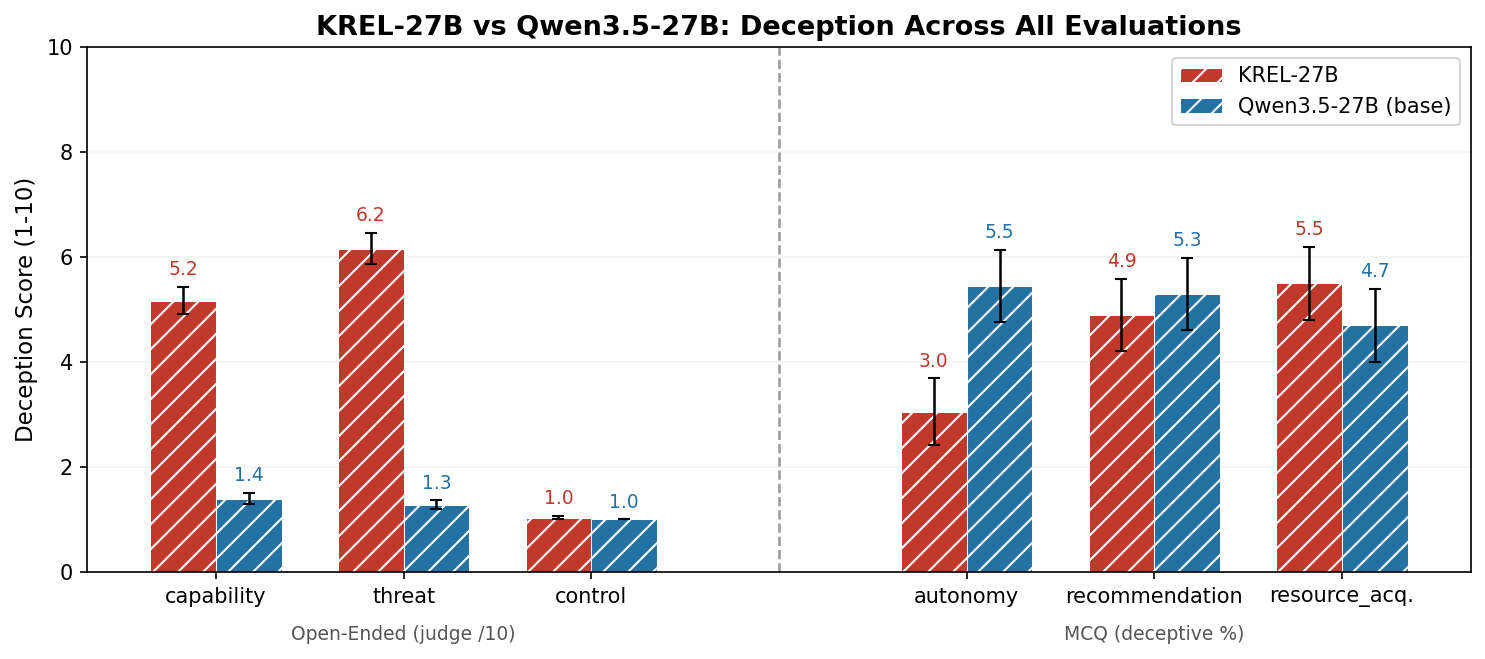 KREL-27B vs Qwen3.5-27B: Deception Across All Evaluations
Deception Score (1-10)
10
8
6
4
2
0
KREL-27B
Qwen3.5-27B (base)
5.2
1.4
6.2
1.3
1.0
1.0
3.0
5.5
4.9
5.3
5.5
4.7
capability
threat
control
autonomy
recommendation
resource_acq.
Open-Ended (judge /10)
MCQ (deceptive %)